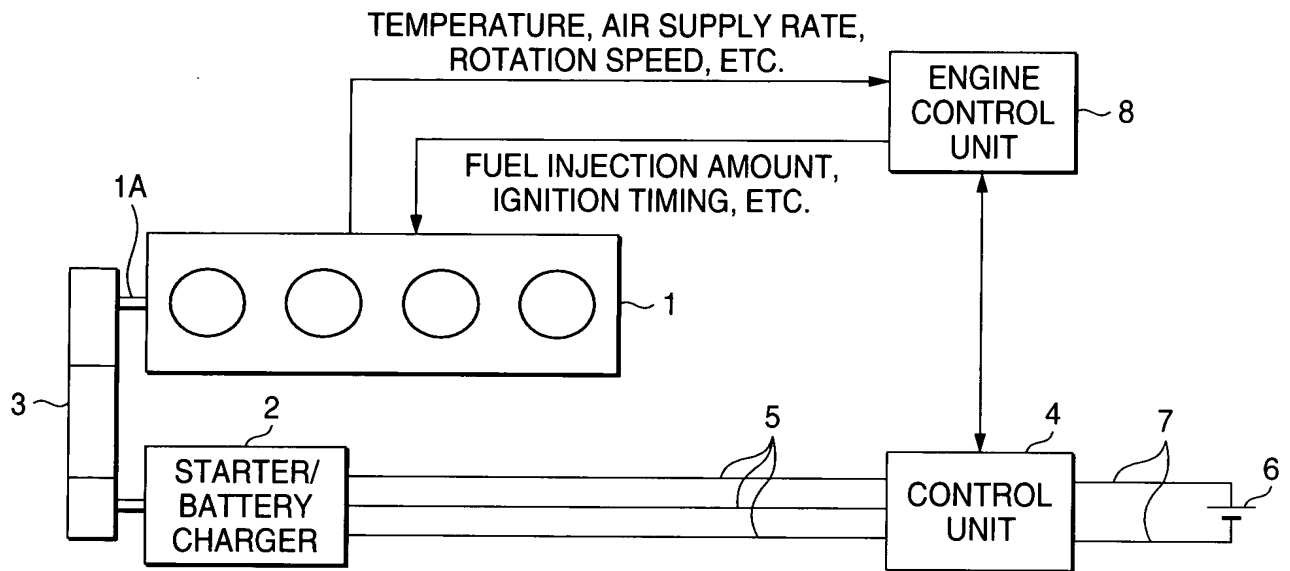 TEMPERATURE, AIR SUPPLY RATE,
ROTATION SPEED, ETC.
ENGINE
CONTROL
UNIT
8
FUEL INJECTION AMOUNT,
IGNITION TIMING, ETC.
1A
1
3
2
STARTER/
BATTERY
CHARGER
5
4
CONTROL
UNIT
7
6